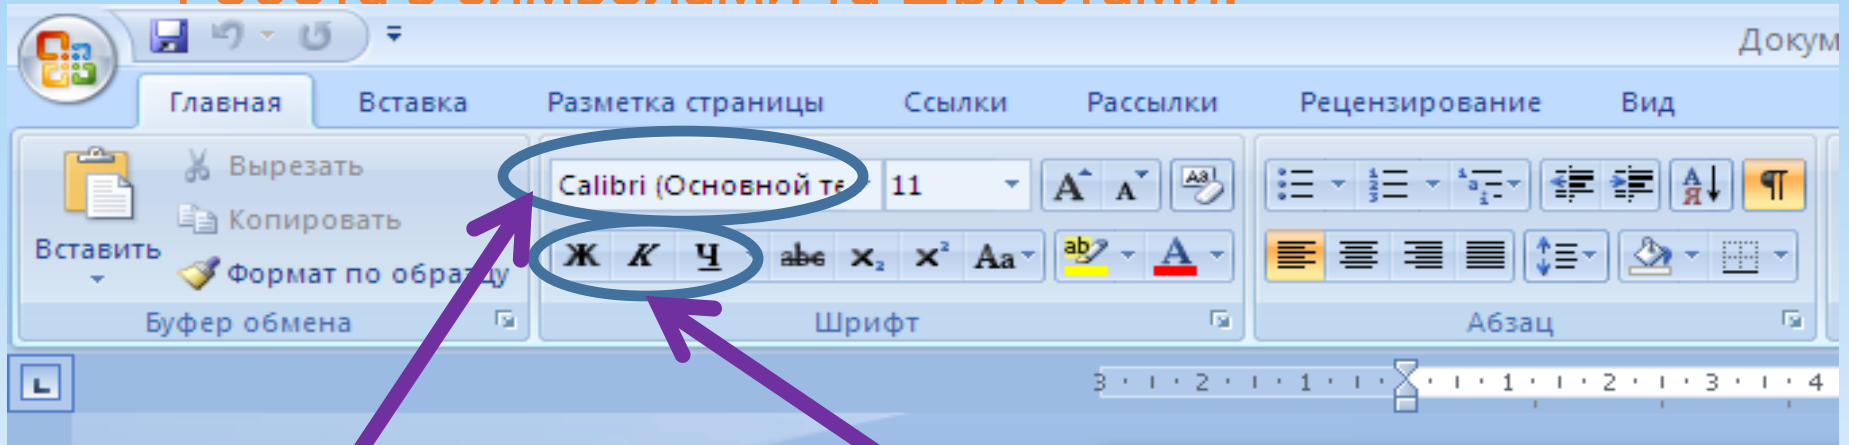 Докум
Главная Вставка Разметка страницы Ссылки Рассылки Рецензирование Вид
Вырезать
Calibri (Основной те 11 А А Aa
Копировать
Вставить
Ж К Ч abc x₂ x² Aa ab A
Формат по образцу
Буфер обмена Шрифт Абзац
3 · 2 · 1 · 1 · 2 · 3 · 4